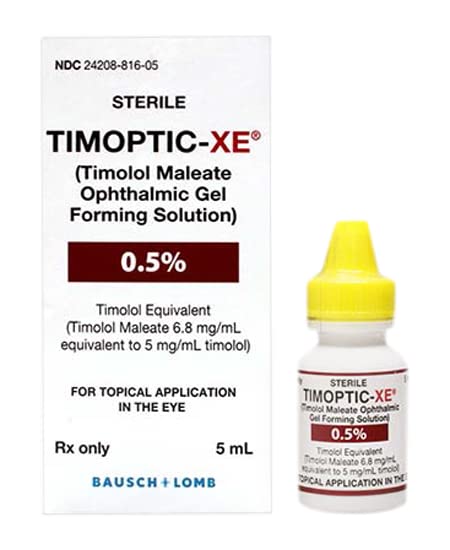 NDC 24208-816-05
STERILE
TIMOPTIC-XE®
(Timolol Maleate
Ophthalmic Gel
Forming Solution)
0.5%
Timolol Equivalent
(Timolol Maleate 6.8 mg/mL
equivalent to 5 mg/mL timolol)
FOR TOPICAL APPLICATION
IN THE EYE
Rx only 5 mL
BAUSCH + LOMB
STERILE
TIMOPTIC-XE®
(Timolol Maleate Ophthalmic
Gel Forming Solution)
0.5%
Timolol Equivalent
(Timolol Maleate 6.8 mg/mL
equivalent to 5 mg/mL timolol)
TOPICAL APPLICATION IN THE